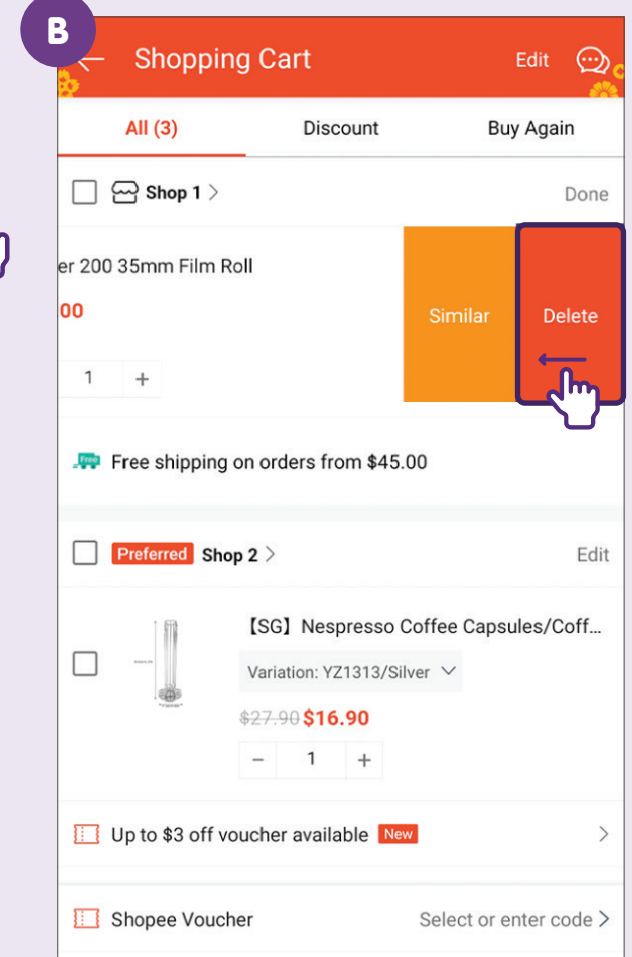 B
Shopping Cart Edit
All (3) Discount Buy Again
Shop 1 > Done
er 200 35mm Film Roll
00
Similar Delete
1 +
Free Free shipping on orders from $45.00
Preferred Shop 2 > Edit
【SG】Nespresso Coffee Capsules/Coff...
Variation: YZ1313/Silver
$27.90 $16.90
- 1 +
Up to $3 off voucher available New >
Shopee Voucher Select or enter code >